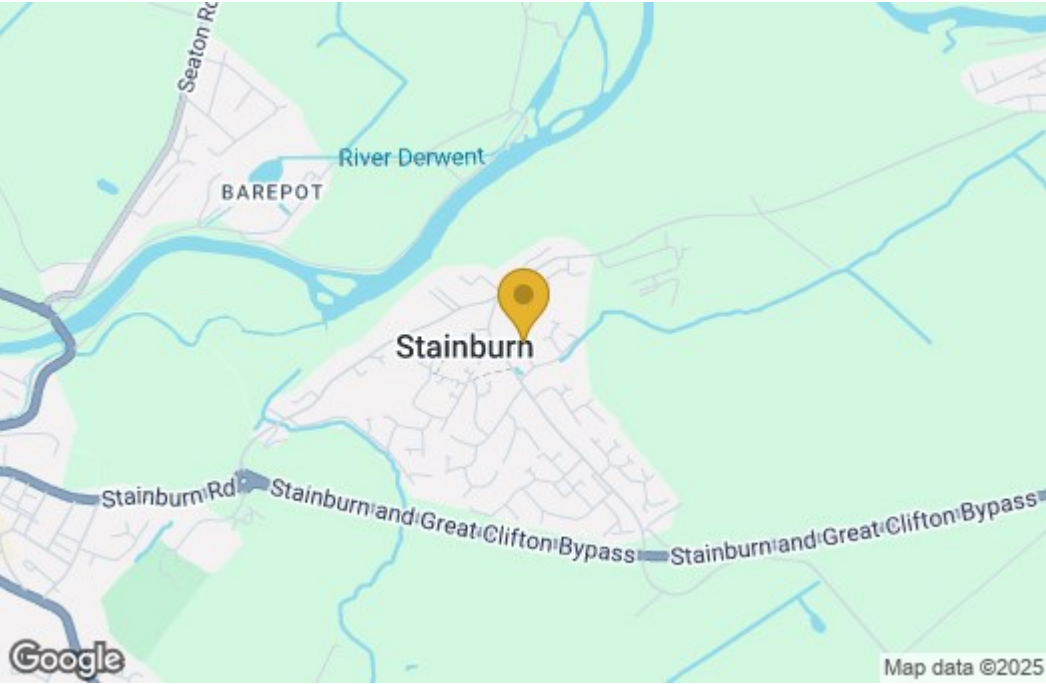 Seaton Rd
River Derwent
BAREPOT
Stainburn
Stainburn Rd
Stainburn and Great Clifton Bypass
Stainburn and Great Clifton Bypass
Google
Map data ©2025